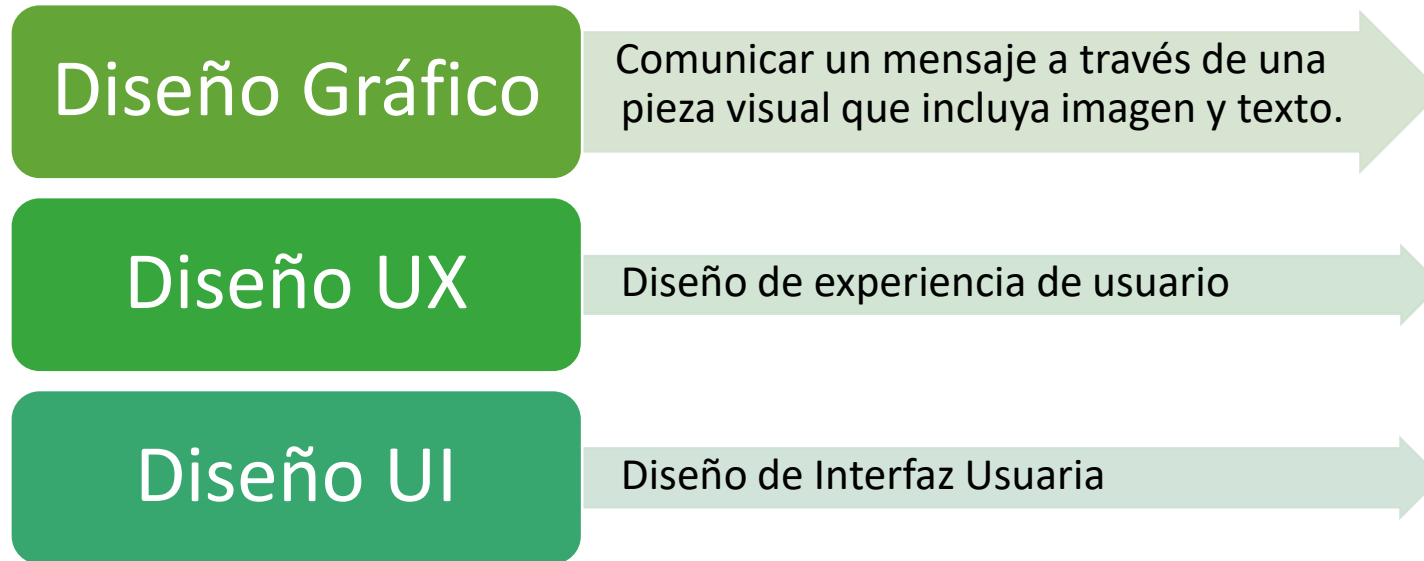 Diseño Gráfico
Comunicar un mensaje a través de una
pieza visual que incluya imagen y texto.
Diseño UX
Diseño de experiencia de usuario
Diseño UI
Diseño de Interfaz Usuaria